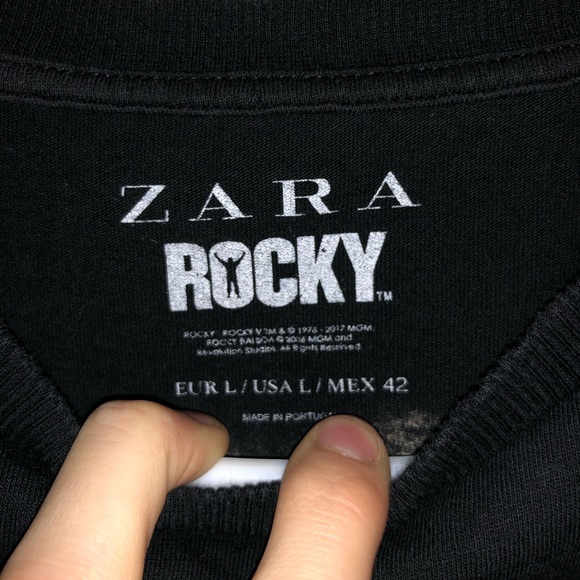 ZARA
ROCKY™
ROCKY - ROCKY V TM & © 1976 - 2017 MGM.
ROCKY BALBOA © 2006 MGM and
Revolution Studios. All Rights Reserved.
EUR L / USA L / MEX 42
MADE IN